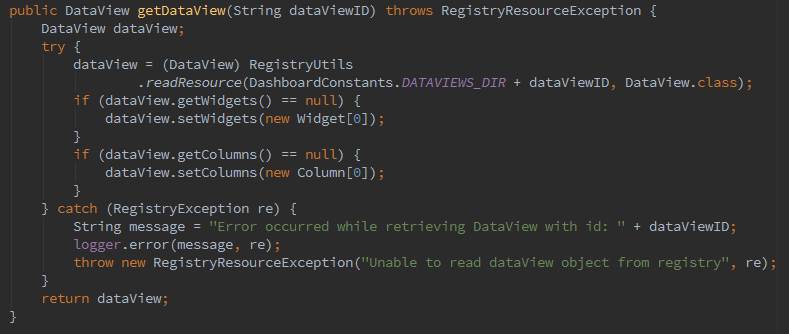 public DataView getDataView(String dataViewID) throws RegistryResourceException {
    DataView dataView;
    try {
        dataView = (DataView) RegistryUtils
                .readResource(DashboardConstants.DATAVIEWS_DIR + dataViewID, DataView.class);
        if (dataView.getWidgets() == null) {
            dataView.setWidgets(new Widget[0]);
        }
        if (dataView.getColumns() == null) {
            dataView.setColumns(new Column[0]);
        }
    } catch (RegistryException re) {
        String message = "Error occurred while retrieving DataView with id: " + dataViewID;
        logger.error(message, re);
        throw new RegistryResourceException("Unable to read dataView object from registry", re);
    }
    return dataView;
}